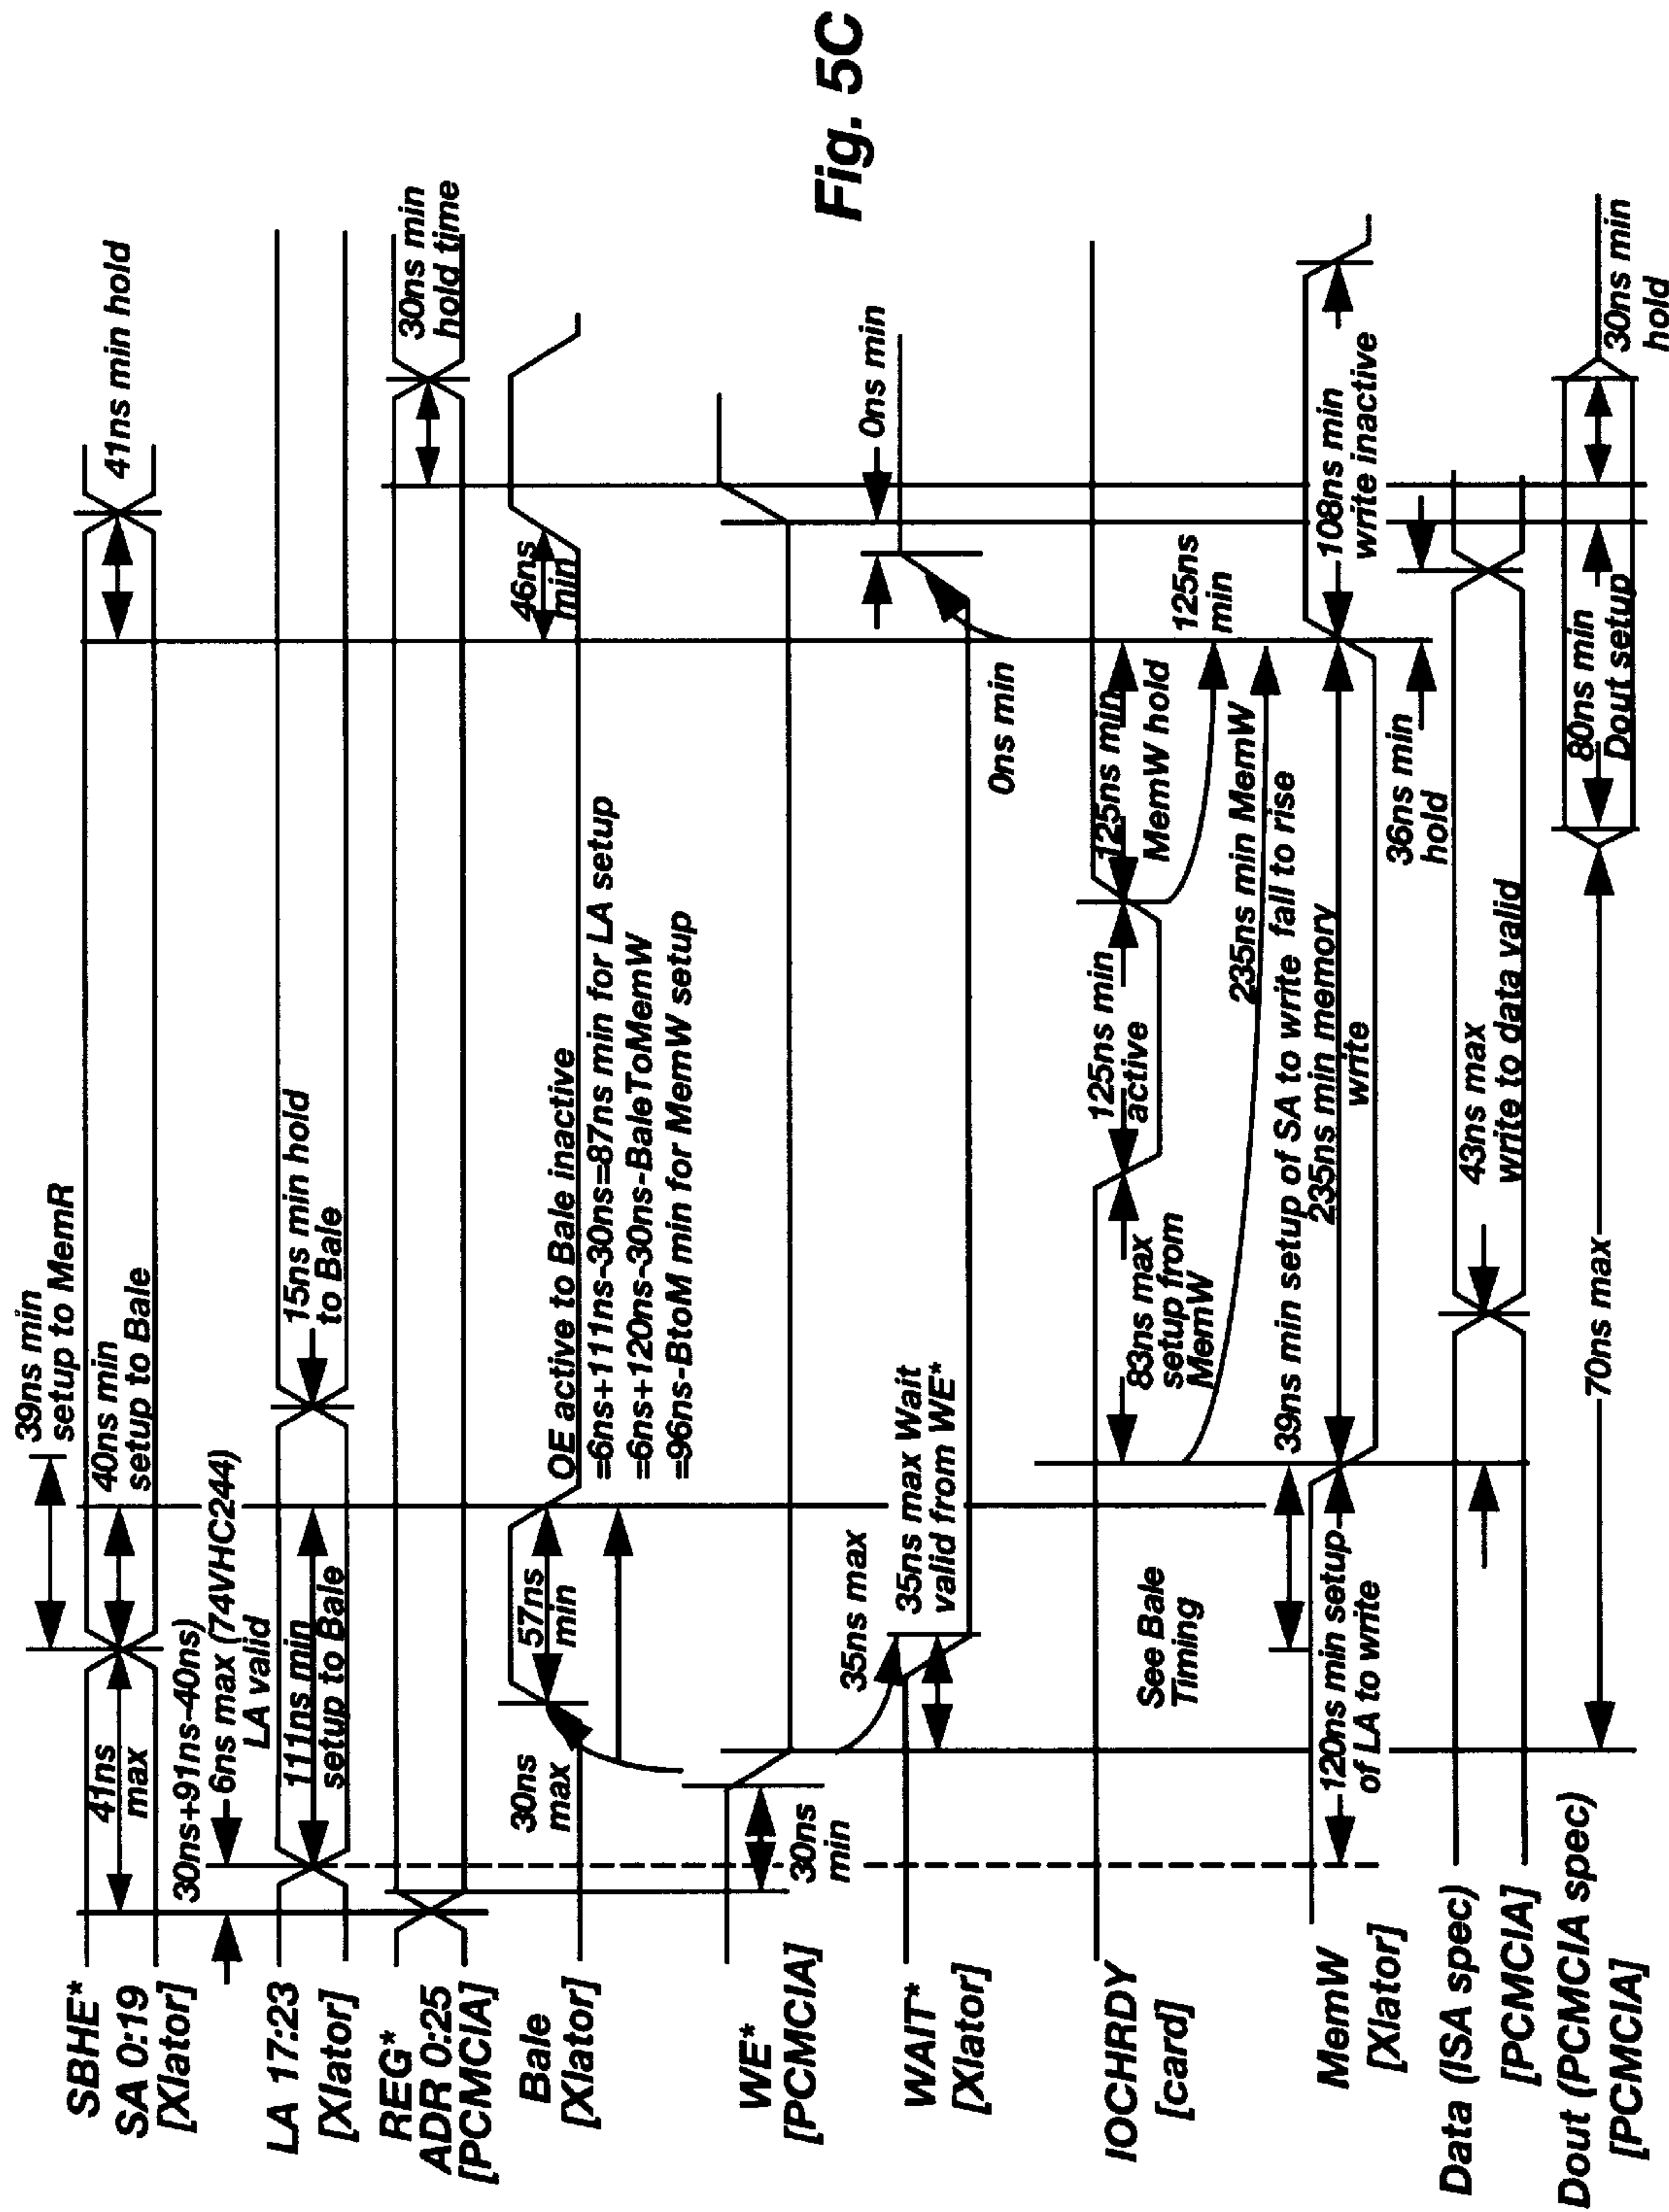 SBHE*
SA 0:19
[Xlator]
41ns
max
39ns min
setup to MemR
40ns min
setup to Bale
41ns min hold
30ns+91ns-40ns)
6ns max (74VHC244)
LA valid
LA 17:23
[Xlator]
111ns min
setup to Bale
15ns min hold
to Bale
REG*
ADR 0:25
[PCMCIA]
30ns min
hold time
Bale
[Xlator]
30ns
max
57ns
min
OE active to Bale inactive
=6ns+111ns-30ns=87ns min for LA setup
=6ns+120ns-30ns-BaleToMemW
=96ns-BtoM min for MemW setup
46ns
min
WE*
[PCMCIA]
30ns
min
WAIT*
[Xlator]
35ns max
35ns max Wait
valid from WE*
0ns min
0ns min
Fig. 5C
IOCHRDY
[card]
See Bale
Timing
83ns max
setup from
MemW
125ns min
active
125ns min
MemW hold
125ns
min
235ns min MemW
fall to rise
39ns min setup of SA to write
MemW
[Xlator]
120ns min setup
of LA to write
235ns min memory
write
108ns min
write inactive
Data (ISA spec)
[PCMCIA]
43ns max
write to data valid
36ns min
hold
Dout (PCMCIA spec)
[PCMCIA]
70ns max
80ns min
Dout setup
30ns min
hold